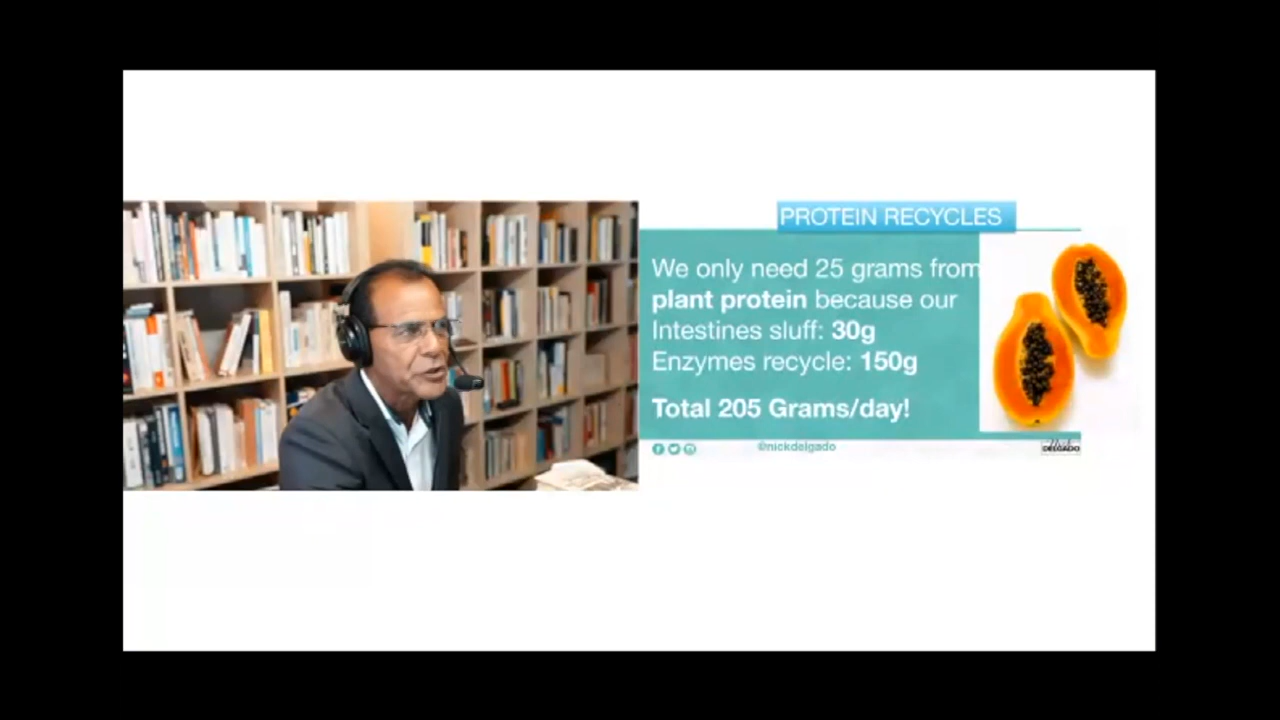 PROTEIN RECYCLES
We only need 25 grams from
plant protein because our
Intestines sluff: 30g
Enzymes recycle: 150g
Total 205 Grams/day!
@nickdelgado
DELGADO